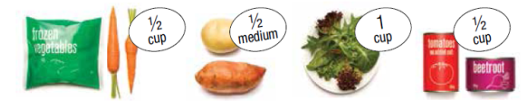 frozen
vegetables
½
cup
½
medium
1
cup
tomatoes
beetroot
½
cup